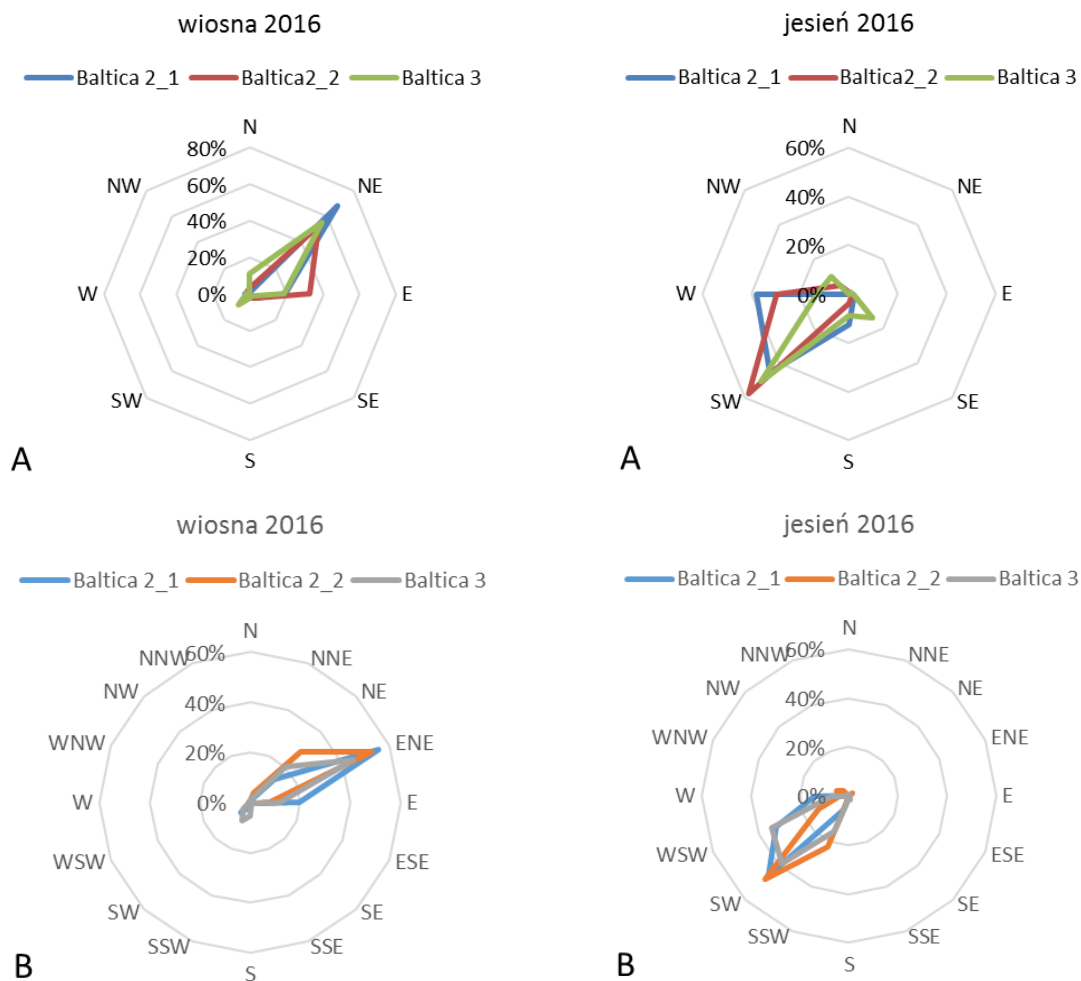 wiosna 2016
Baltica 2_1 Baltica2_2 Baltica 3
N
80%
NW NE
60%
40%
20%
W 0% E
SW SE
S
A
jesień 2016
Baltica 2_1 Baltica2_2 Baltica 3
N
60%
NW NE
40%
20%
W 0% E
SW SE
S
A
wiosna 2016
Baltica 2_1 Baltica 2_2 Baltica 3
N
NNW 60% NNE
NW NE
40%
WNW ENE
20%
W 0% E
WSW ESE
SW SE
SSW SSE
S
B
jesień 2016
Baltica 2_1 Baltica 2_2 Baltica 3
N
60%
NNW NNE
NW NE
40%
WNW ENE
20%
W 0% E
WSW ESE
SW SE
SSW SSE
S
B